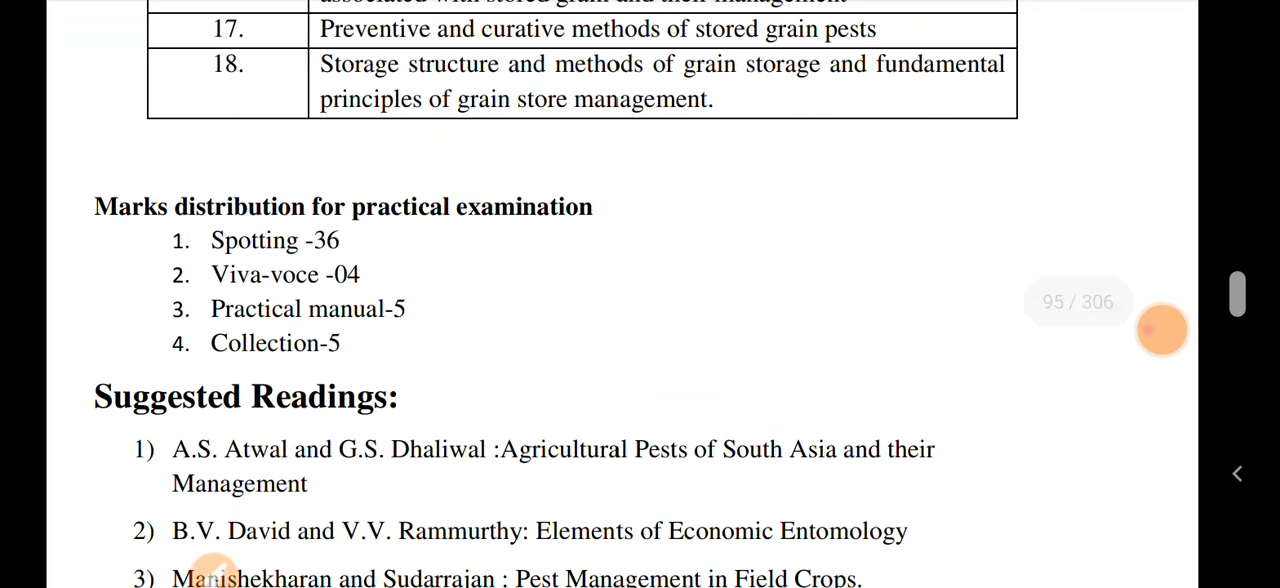 17. Preventive and curative methods of stored grain pests
18. Storage structure and methods of grain storage and fundamental
principles of grain store management.
Marks distribution for practical examination
1. Spotting -36
2. Viva-voce -04
3. Practical manual-5
95 / 306
4. Collection-5
Suggested Readings:
1) A.S. Atwal and G.S. Dhaliwal :Agricultural Pests of South Asia and their
Management
2) B.V. David and V.V. Rammurthy: Elements of Economic Entomology
3) Manishekharan and Sudarrajan : Pest Management in Field Crops.